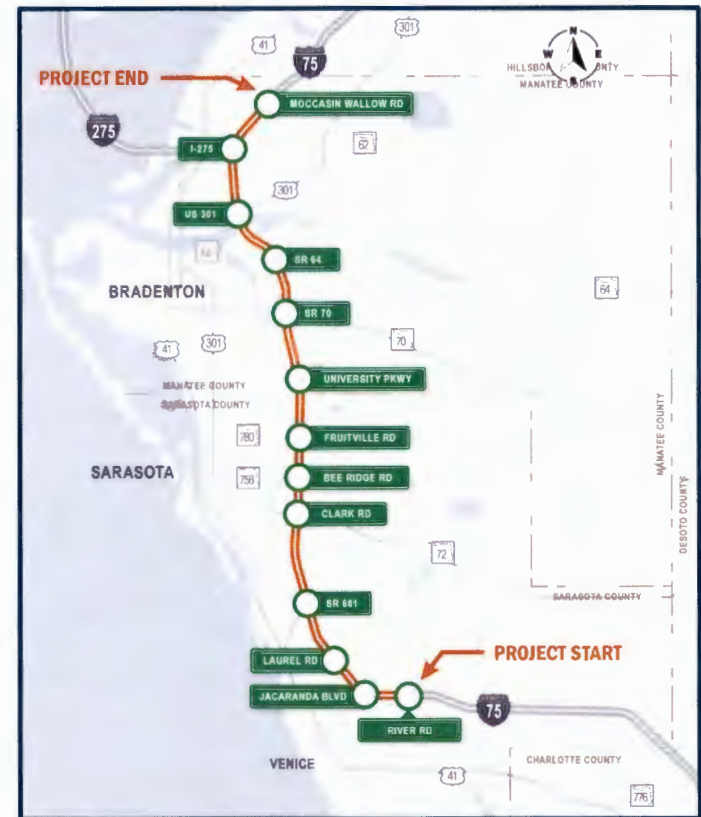 301
41
75
N
W E
S
HILLSBO COUNTY
MANATEE COUNTY
PROJECT END
MOCCASIN WALLOW RD
275
I-275
62
301
US 301
SR 64
64
BRADENTON
SR 70
41
301
70
UNIVERSITY PKWY
MANATEE COUNTY
SARASOTA COUNTY
MANATEE COUNTY
DESOTO COUNTY
780
FRUITVILLE RD
SARASOTA
758
BEE RIDGE RD
CLARK RD
72
SR 681
SARASOTA COUNTY
LAUREL RD
PROJECT START
JACARANDA BLVD
75
RIVER RD
VENICE
CHARLOTTE COUNTY
41
776